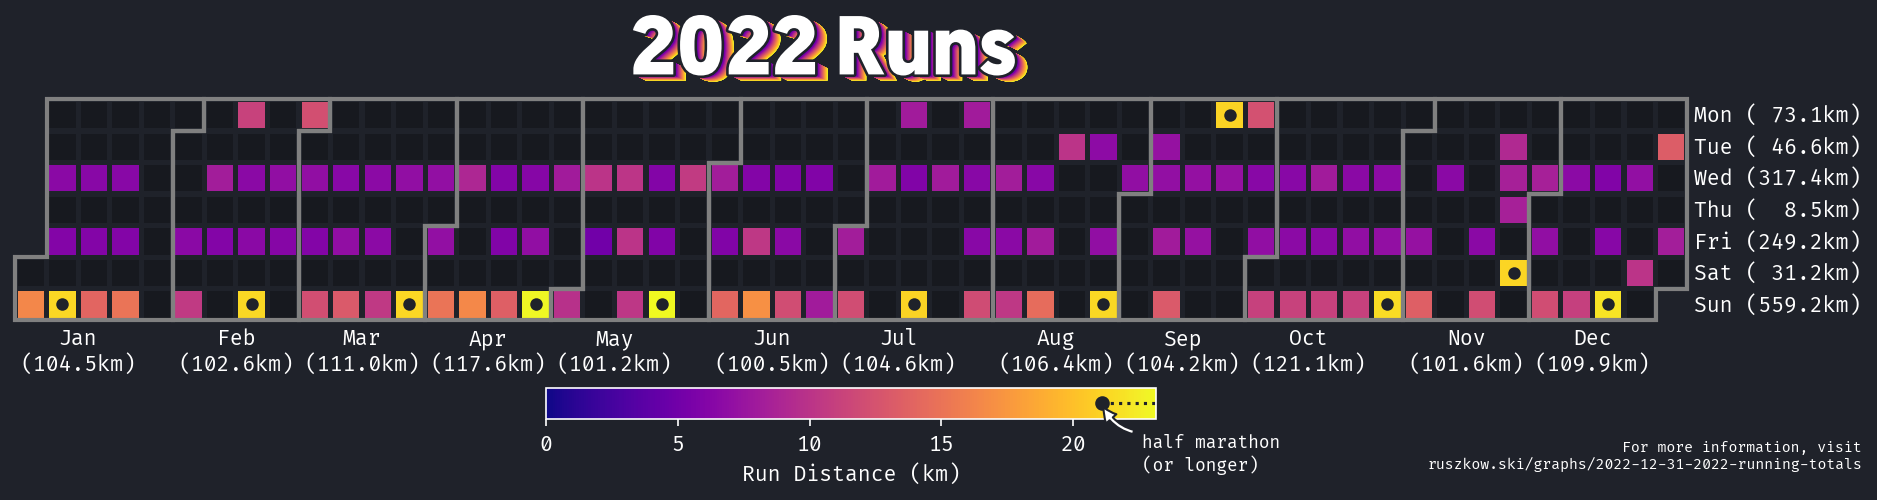 2022 Runs
Mon ( 73.1km)
Tue ( 46.6km)
Wed (317.4km)
Thu (  8.5km)
Fri (249.2km)
Sat ( 31.2km)
Sun (559.2km)
Jan Feb Mar Apr May Jun Jul Aug Sep Oct Nov Dec
(104.5km) (102.6km) (111.0km) (117.6km) (101.2km) (100.5km) (104.6km) (106.4km) (104.2km) (121.1km) (101.6km) (109.9km)
0 5 10 15 20
Run Distance (km)
half marathon
(or longer)
For more information, visit
ruszkow.ski/graphs/2022-12-31-2022-running-totals